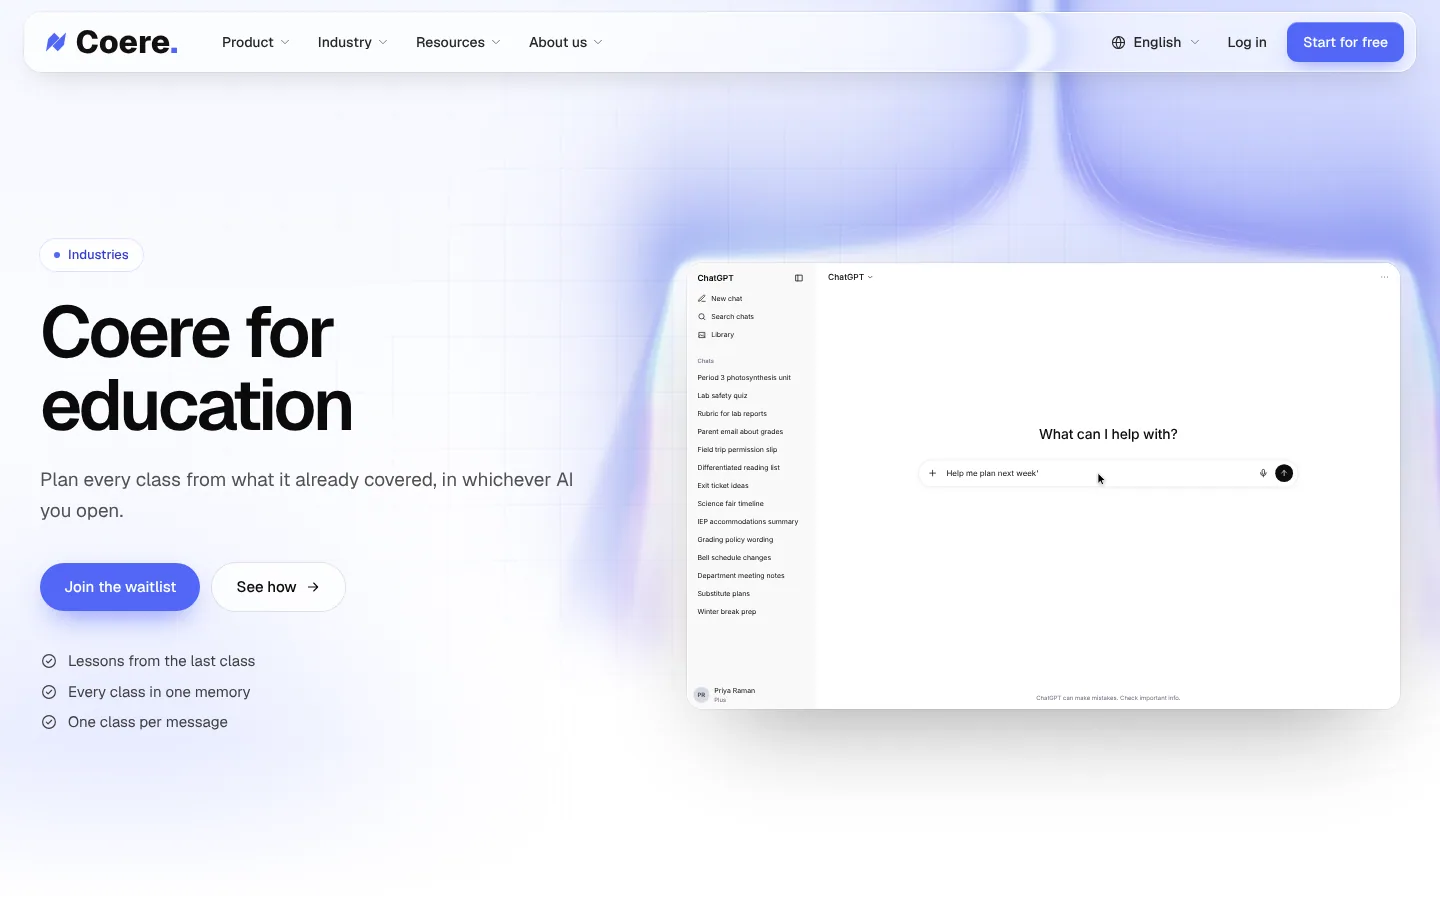 Coere.
Product
Industry
Resources
About us
English
Log in
Start for free
Industries
Coere for
education
Plan every class from what it already covered, in whichever AI
you open.
Join the waitlist
See how
Lessons from the last class
Every class in one memory
One class per message
ChatGPT
New chat
Search chats
Library
Chats
Period 3 photosynthesis unit
Lab safety quiz
Rubric for lab reports
Parent email about grades
Field trip permission slip
Differentiated reading list
Exit ticket ideas
Science fair timeline
IEP accommodations summary
Grading policy wording
Bell schedule changes
Department meeting notes
Substitute plans
Winter break prep
PR
Priya Raman
Plus
ChatGPT
What can I help with?
Help me plan next week'
ChatGPT can make mistakes. Check important info.